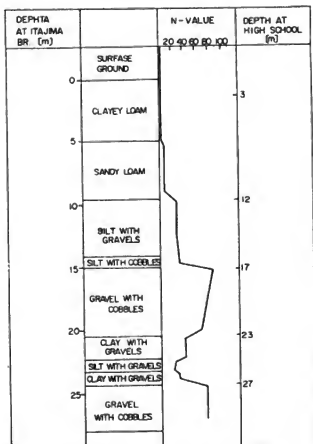 DEPHTA
AT ITAJIMA
BR. [m]
N-VALUE
20 40 60 80 100
DEPTH AT
HIGH SCHOOL
[m]
SURFASE
GROUND
0
3
CLAYEY LOAM
5
SANDY LOAM
10
12
SILT WITH
GRAVELS
SILT WITH COBBLES
15
17
GRAVEL WITH
COBBLES
20
23
CLAY WITH
GRAVELS
SILT WITH GRAVELS
CLAY WITH GRAVELS
25
27
GRAVEL
WITH COBBLES